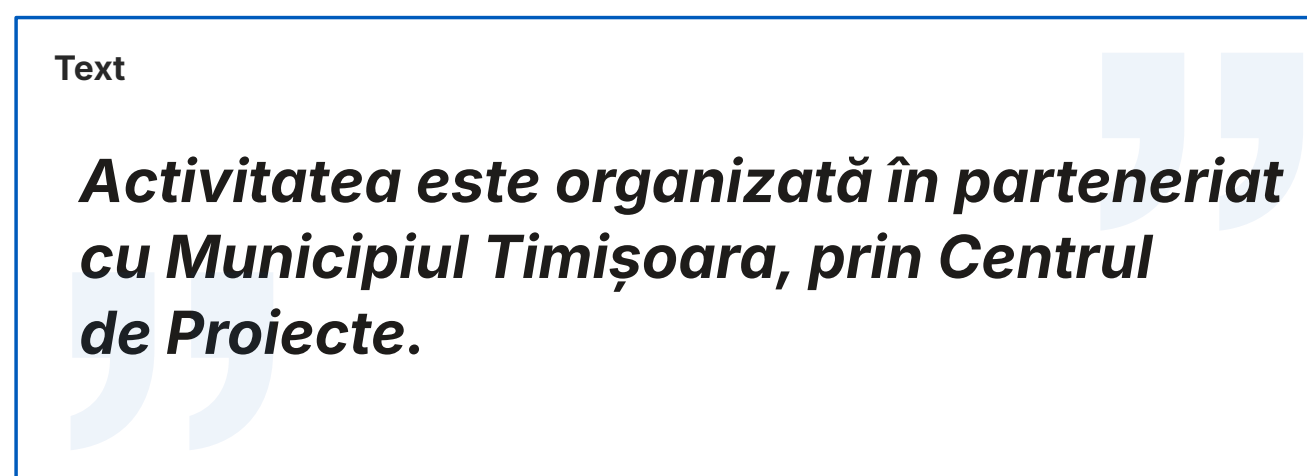 Text
Activitatea este organizată în parteneriat
cu Municipiul Timișoara, prin Centrul
de Proiecte.